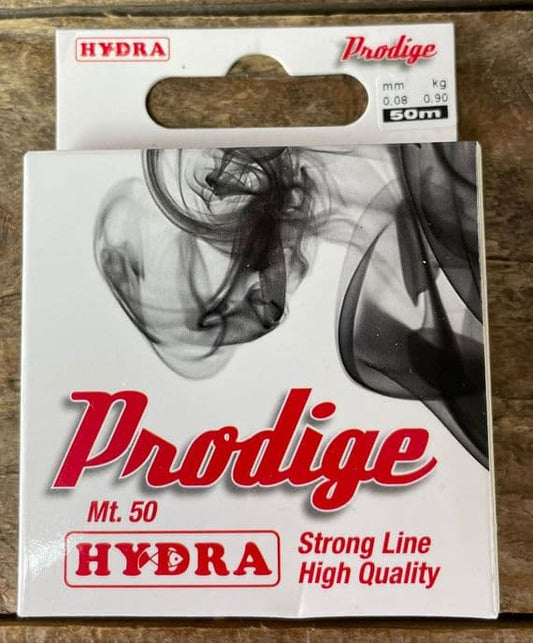 HYDRA Prodige
mm kg
0.08 0.90
50m
Prodige
Mt. 50
HYDRA
Strong Line
High Quality